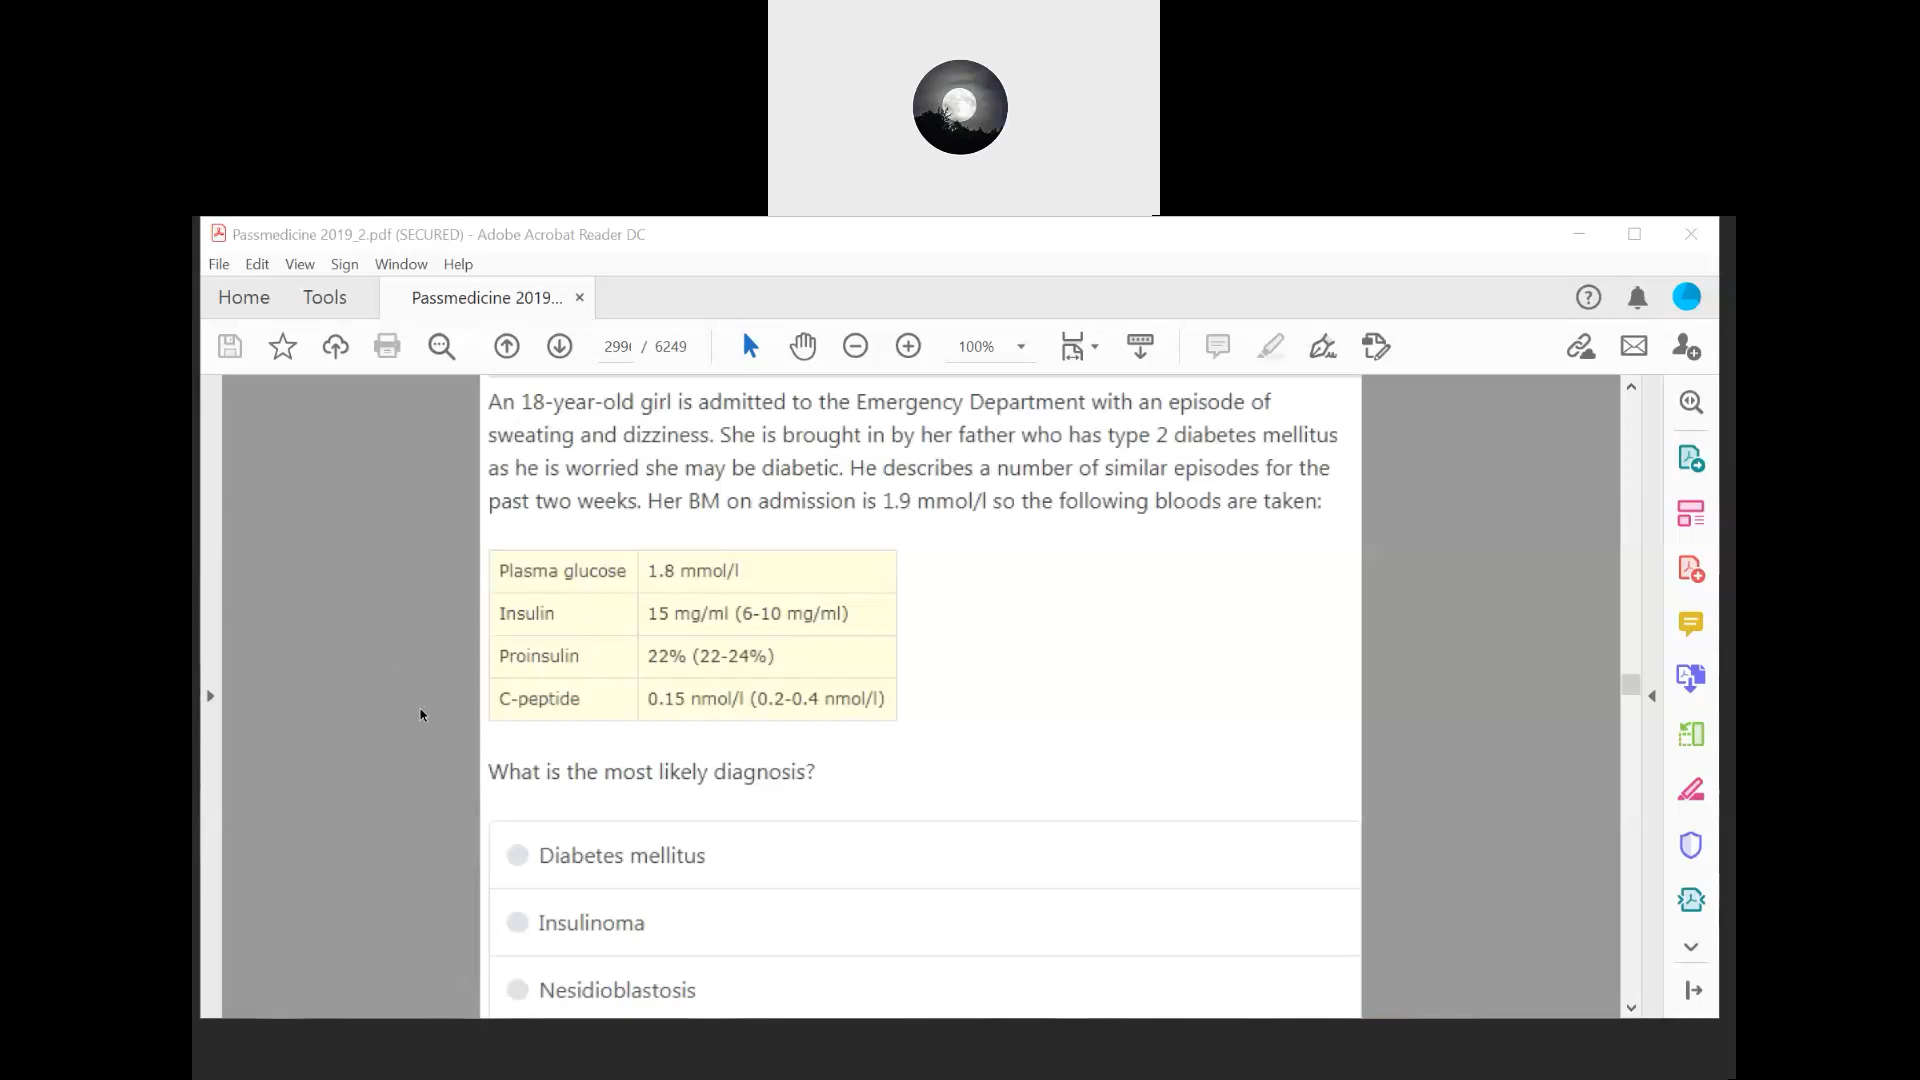 Passmedicine 2019_2.pdf (SECURED) - Adobe Acrobat Reader DC
File Edit View Sign Window Help
Home Tools Passmedicine 2019...
/ 6249 100%
An 18-year-old girl is admitted to the Emergency Department with an episode of
sweating and dizziness. She is brought in by her father who has type 2 diabetes mellitus
as he is worried she may be diabetic. He describes a number of similar episodes for the
past two weeks. Her BM on admission is 1.9 mmol/l so the following bloods are taken:
Plasma glucose 1.8 mmol/l
Insulin 15 mg/ml (6-10 mg/ml)
Proinsulin 22% (22-24%)
C-peptide 0.15 nmol/l (0.2-0.4 nmol/l)
What is the most likely diagnosis?
Diabetes mellitus
Insulinoma
Nesidioblastosis